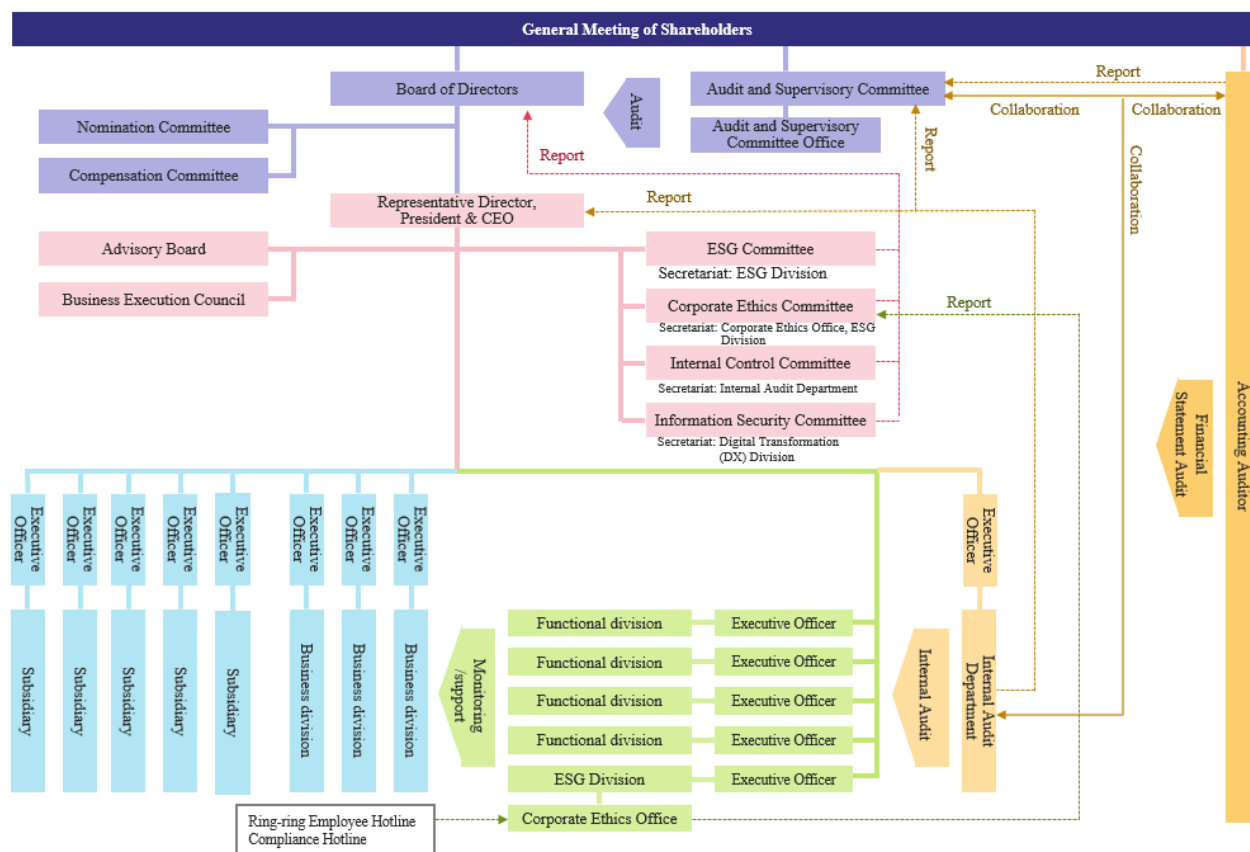 General Meeting of Shareholders
Board of Directors
Audit
Audit and Supervisory Committee
Report
Collaboration
Collaboration
Nomination Committee
Audit and Supervisory
Committee Office
Report
Report
Collaboration
Compensation Committee
Representative Director,
President & CEO
Report
Advisory Board
ESG Committee
Secretariat: ESG Division
Business Execution Council
Corporate Ethics Committee
Report
Secretariat: Corporate Ethics Office, ESG
Division
Internal Control Committee
Secretariat: Internal Audit Department
Information Security Committee
Secretariat: Digital Transformation
(DX) Division
Accounting Auditor
Financial
Statement Audit
Executive
Officer
Executive
Officer
Executive
Officer
Executive
Officer
Executive
Officer
Executive
Officer
Executive
Officer
Executive
Officer
Executive
Officer
Subsidiary
Subsidiary
Subsidiary
Subsidiary
Subsidiary
Business division
Business division
Business division
Monitoring
/support
Functional division
Executive Officer
Functional division
Executive Officer
Functional division
Executive Officer
Functional division
Executive Officer
ESG Division
Executive Officer
Internal Audit
Internal Audit
Department
Corporate Ethics Office
Ring-ring Employee Hotline
Compliance Hotline